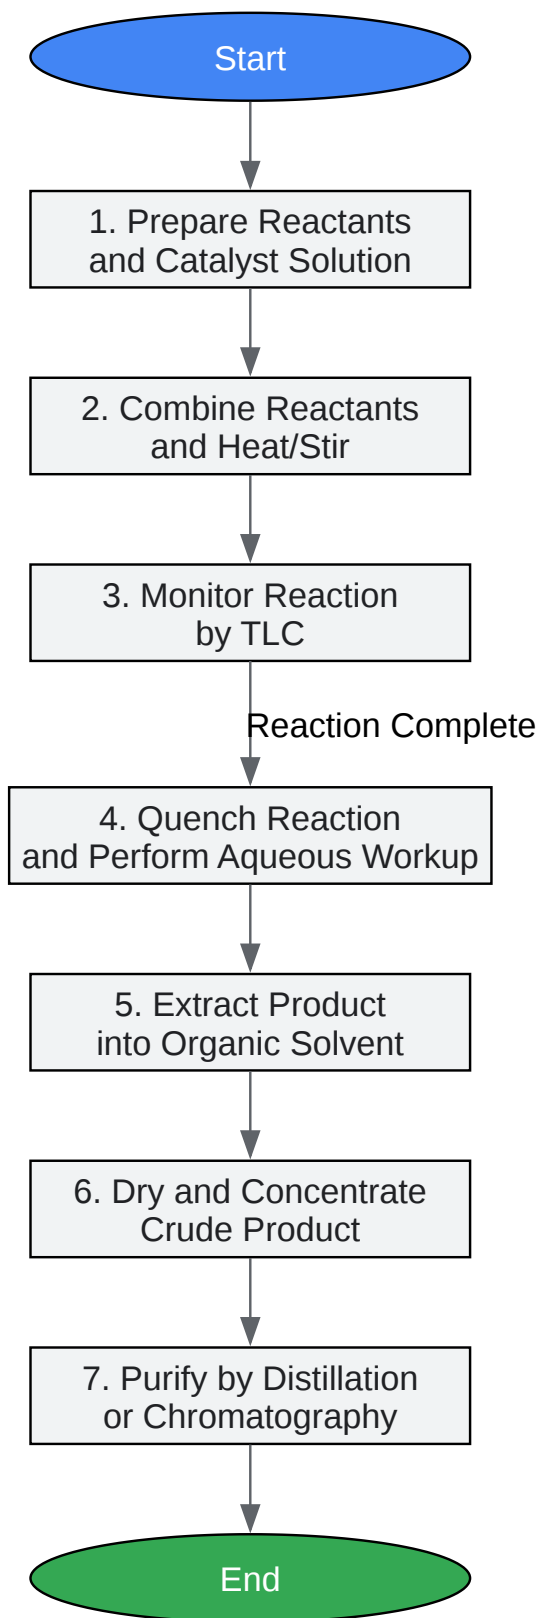 Start
1. Prepare Reactants
and Catalyst Solution
2. Combine Reactants
and Heat/Stir
3. Monitor Reaction
by TLC
Reaction Complete
4. Quench Reaction
and Perform Aqueous Workup
5. Extract Product
into Organic Solvent
6. Dry and Concentrate
Crude Product
7. Purify by Distillation
or Chromatography
End